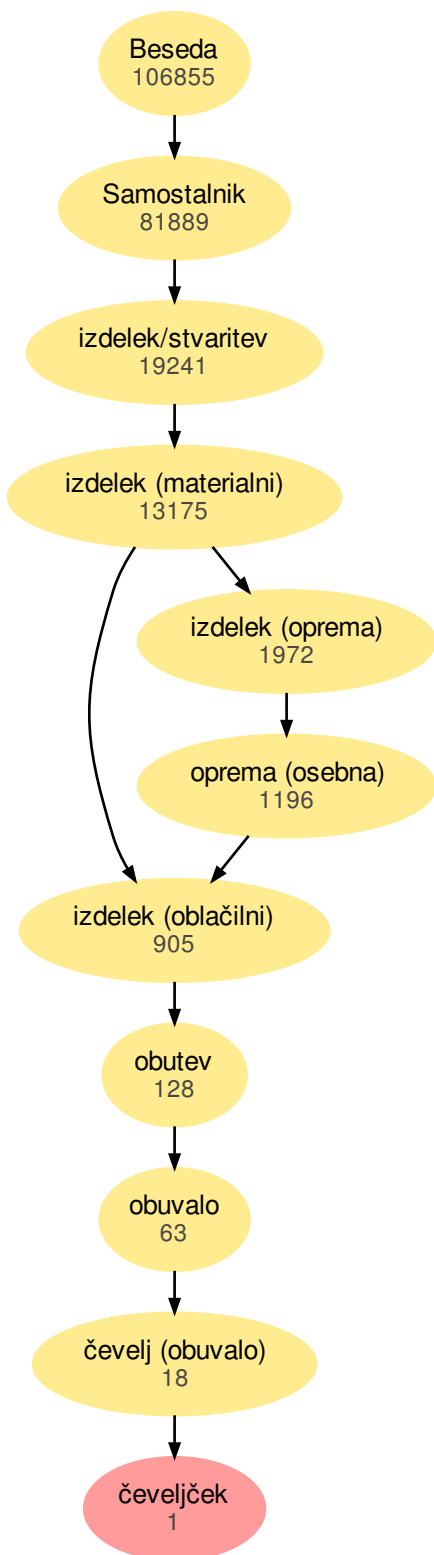 Beseda
106855
Samostalnik
81889
izdelek/stvaritev
19241
izdelek (materialni)
13175
izdelek (oprema)
1972
oprema (osebna)
1196
izdelek (oblačilni)
905
obutev
128
obuvalo
63
čevelj (obuvalo)
18
čeveljček
1